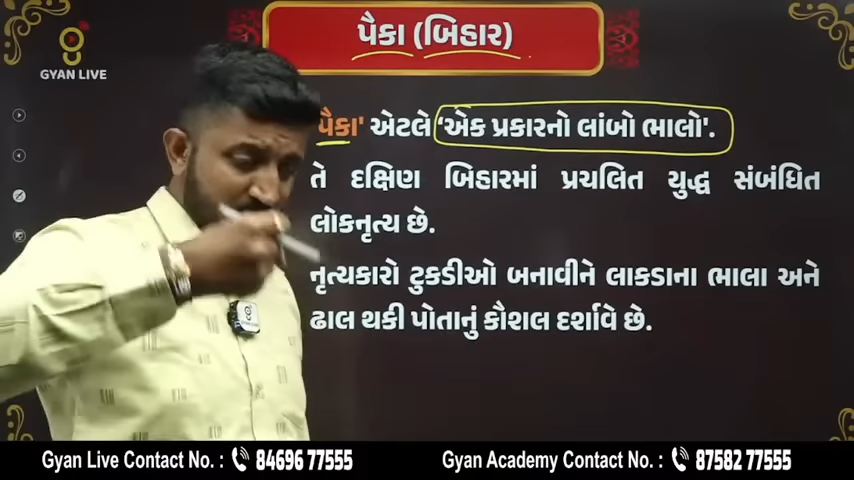 પૈકા (બિહાર)
GYAN LIVE
'પૈકા' એટલે 'એક પ્રકારનો લાંબો ભાલો'.
તે દક્ષિણ બિહારમાં પ્રચલિત યુદ્ધ સંબંધિત
લોકનૃત્ય છે.
નૃત્યકારો ટુકડીઓ બનાવીને લાકડાના ભાલા અને
ઢાલ થકી પોતાનું કૌશલ દર્શાવે છે.
Gyan Live Contact No. : 84696 77555
Gyan Academy Contact No. : 87582 77555